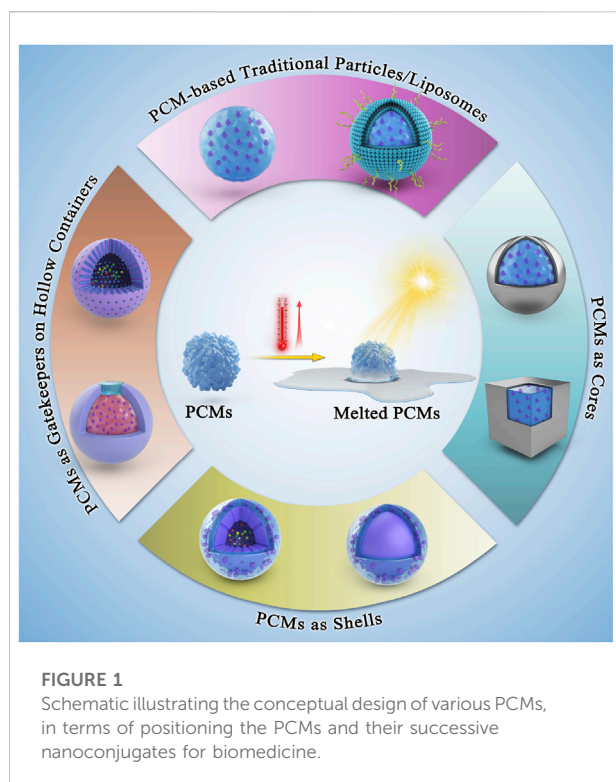 PCM-based Traditional Particles/Liposomes
PCMs as Gatekeepers on Hollow Containers
PCMs as Cores
PCMs
Melted PCMs
PCMs as Shells
FIGURE 1
Schematic illustrating the conceptual design of various PCMs,
in terms of positioning the PCMs and their successive
nanoconjugates for biomedicine.